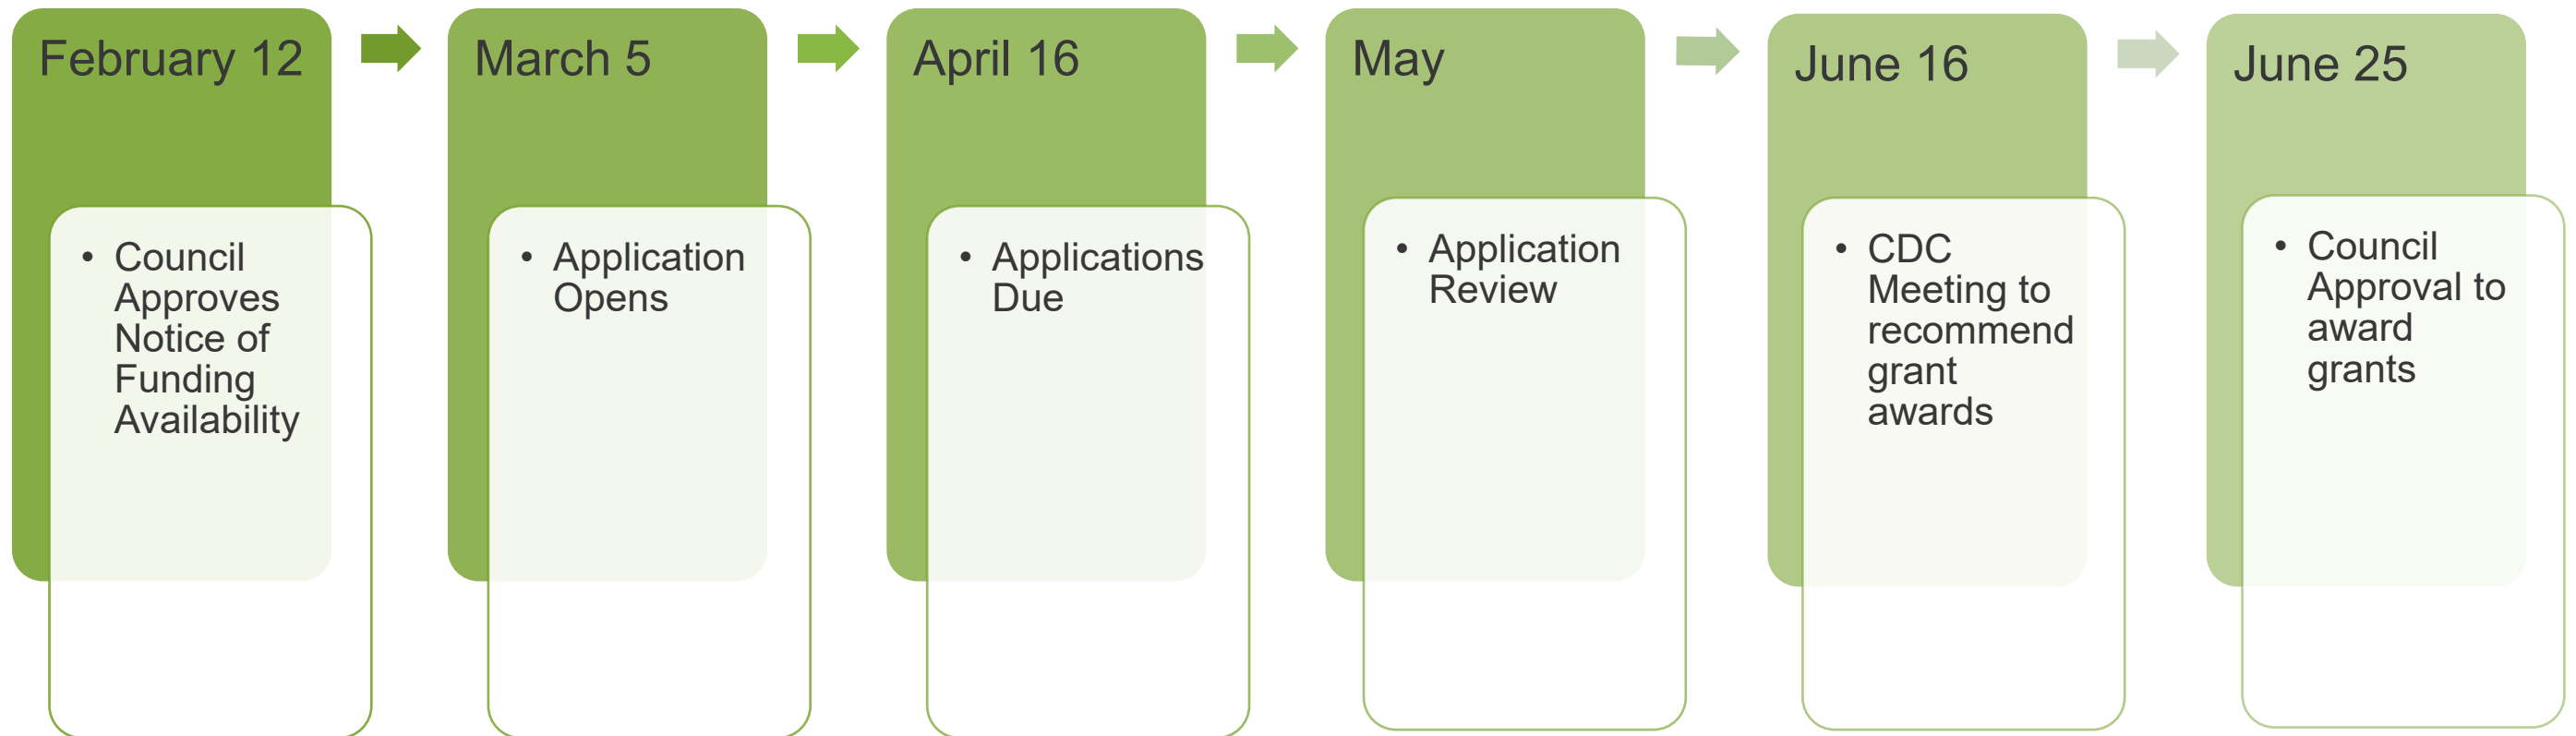 February 12
• Council
Approves
Notice of
Funding
Availability
March 5
• Application
Opens
April 16
• Applications
Due
May
• Application
Review
June 16
• CDC
Meeting to
recommend
grant
awards
June 25
• Council
Approval to
award
grants